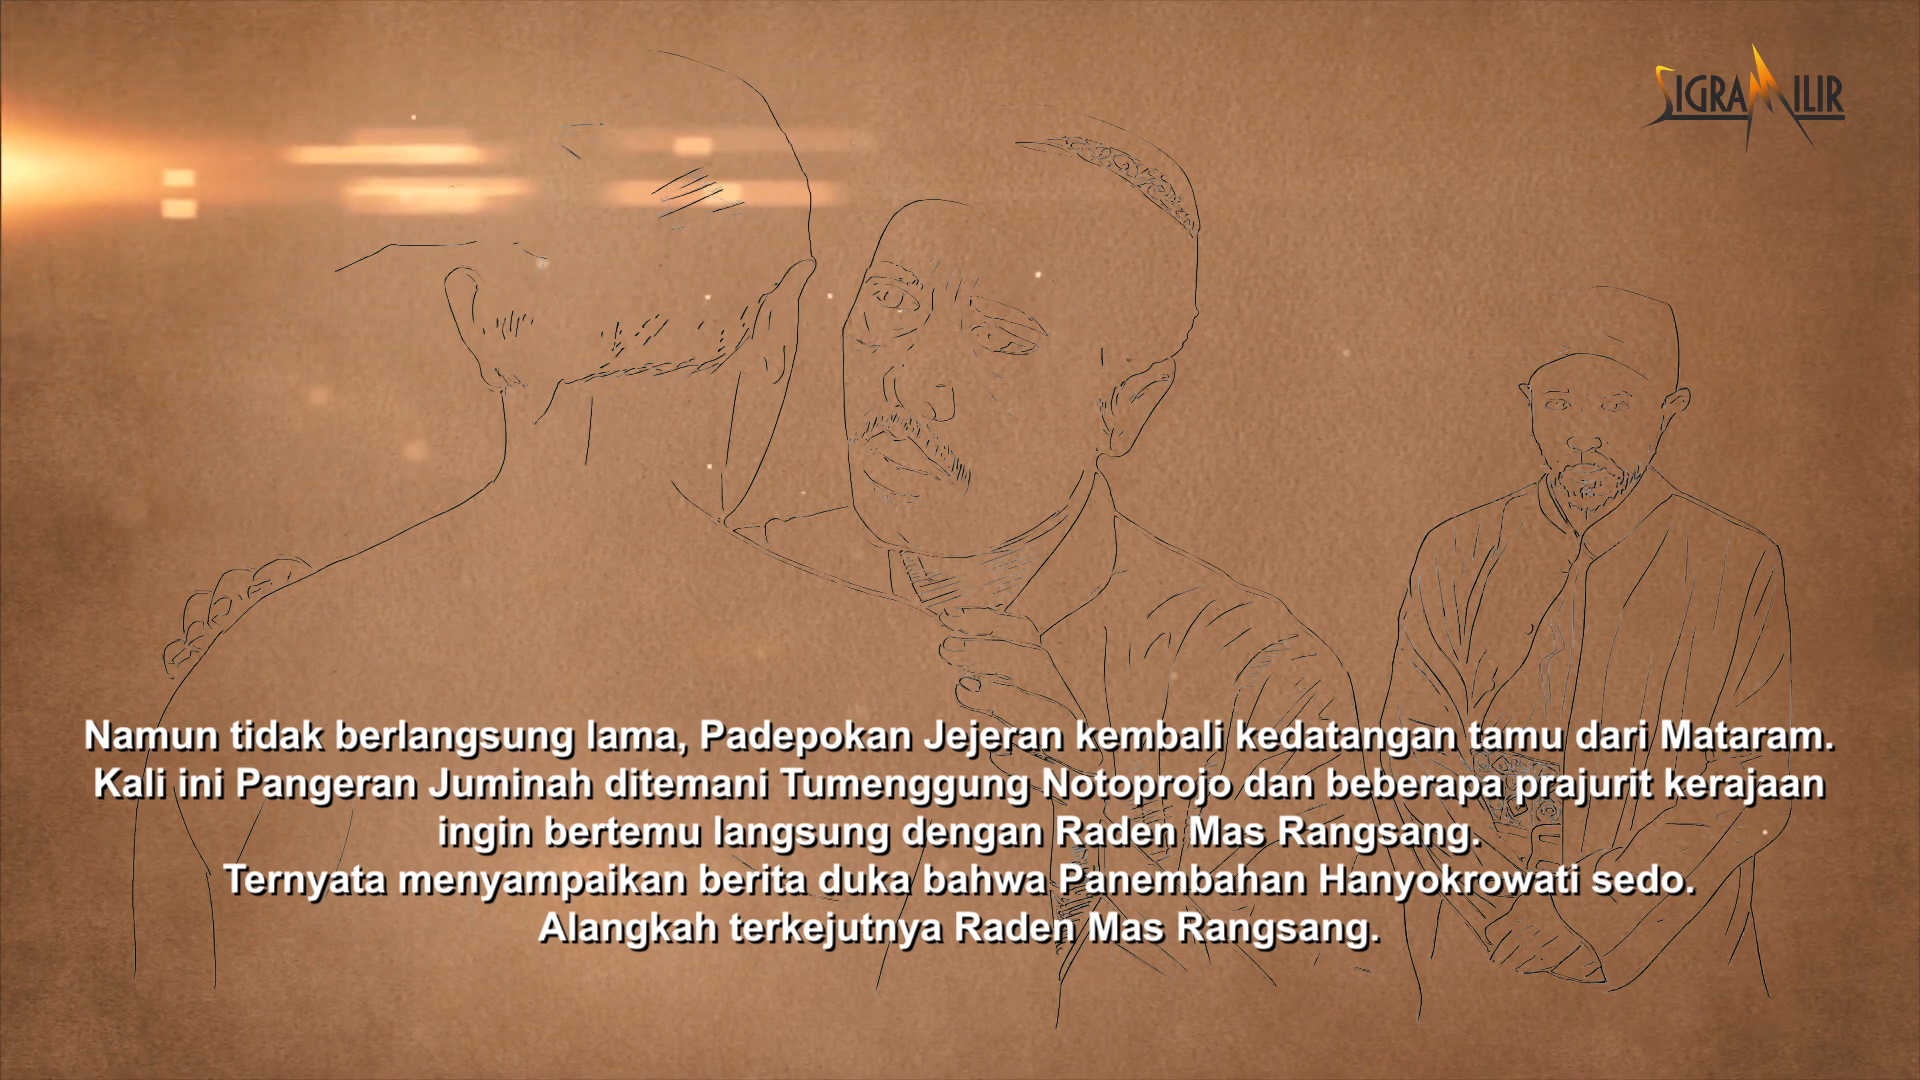 SIGRA MILIR
Namun tidak berlangsung lama, Padepokan Jejeran kembali kedatangan tamu dari Mataram.
Kali ini Pangeran Juminah ditemani Tumenggung Notoprojo dan beberapa prajurit kerajaan
ingin bertemu langsung dengan Raden Mas Rangsang.
Ternyata menyampaikan berita duka bahwa Panembahan Hanyokrowati sedo.
Alangkah terkejutnya Raden Mas Rangsang.